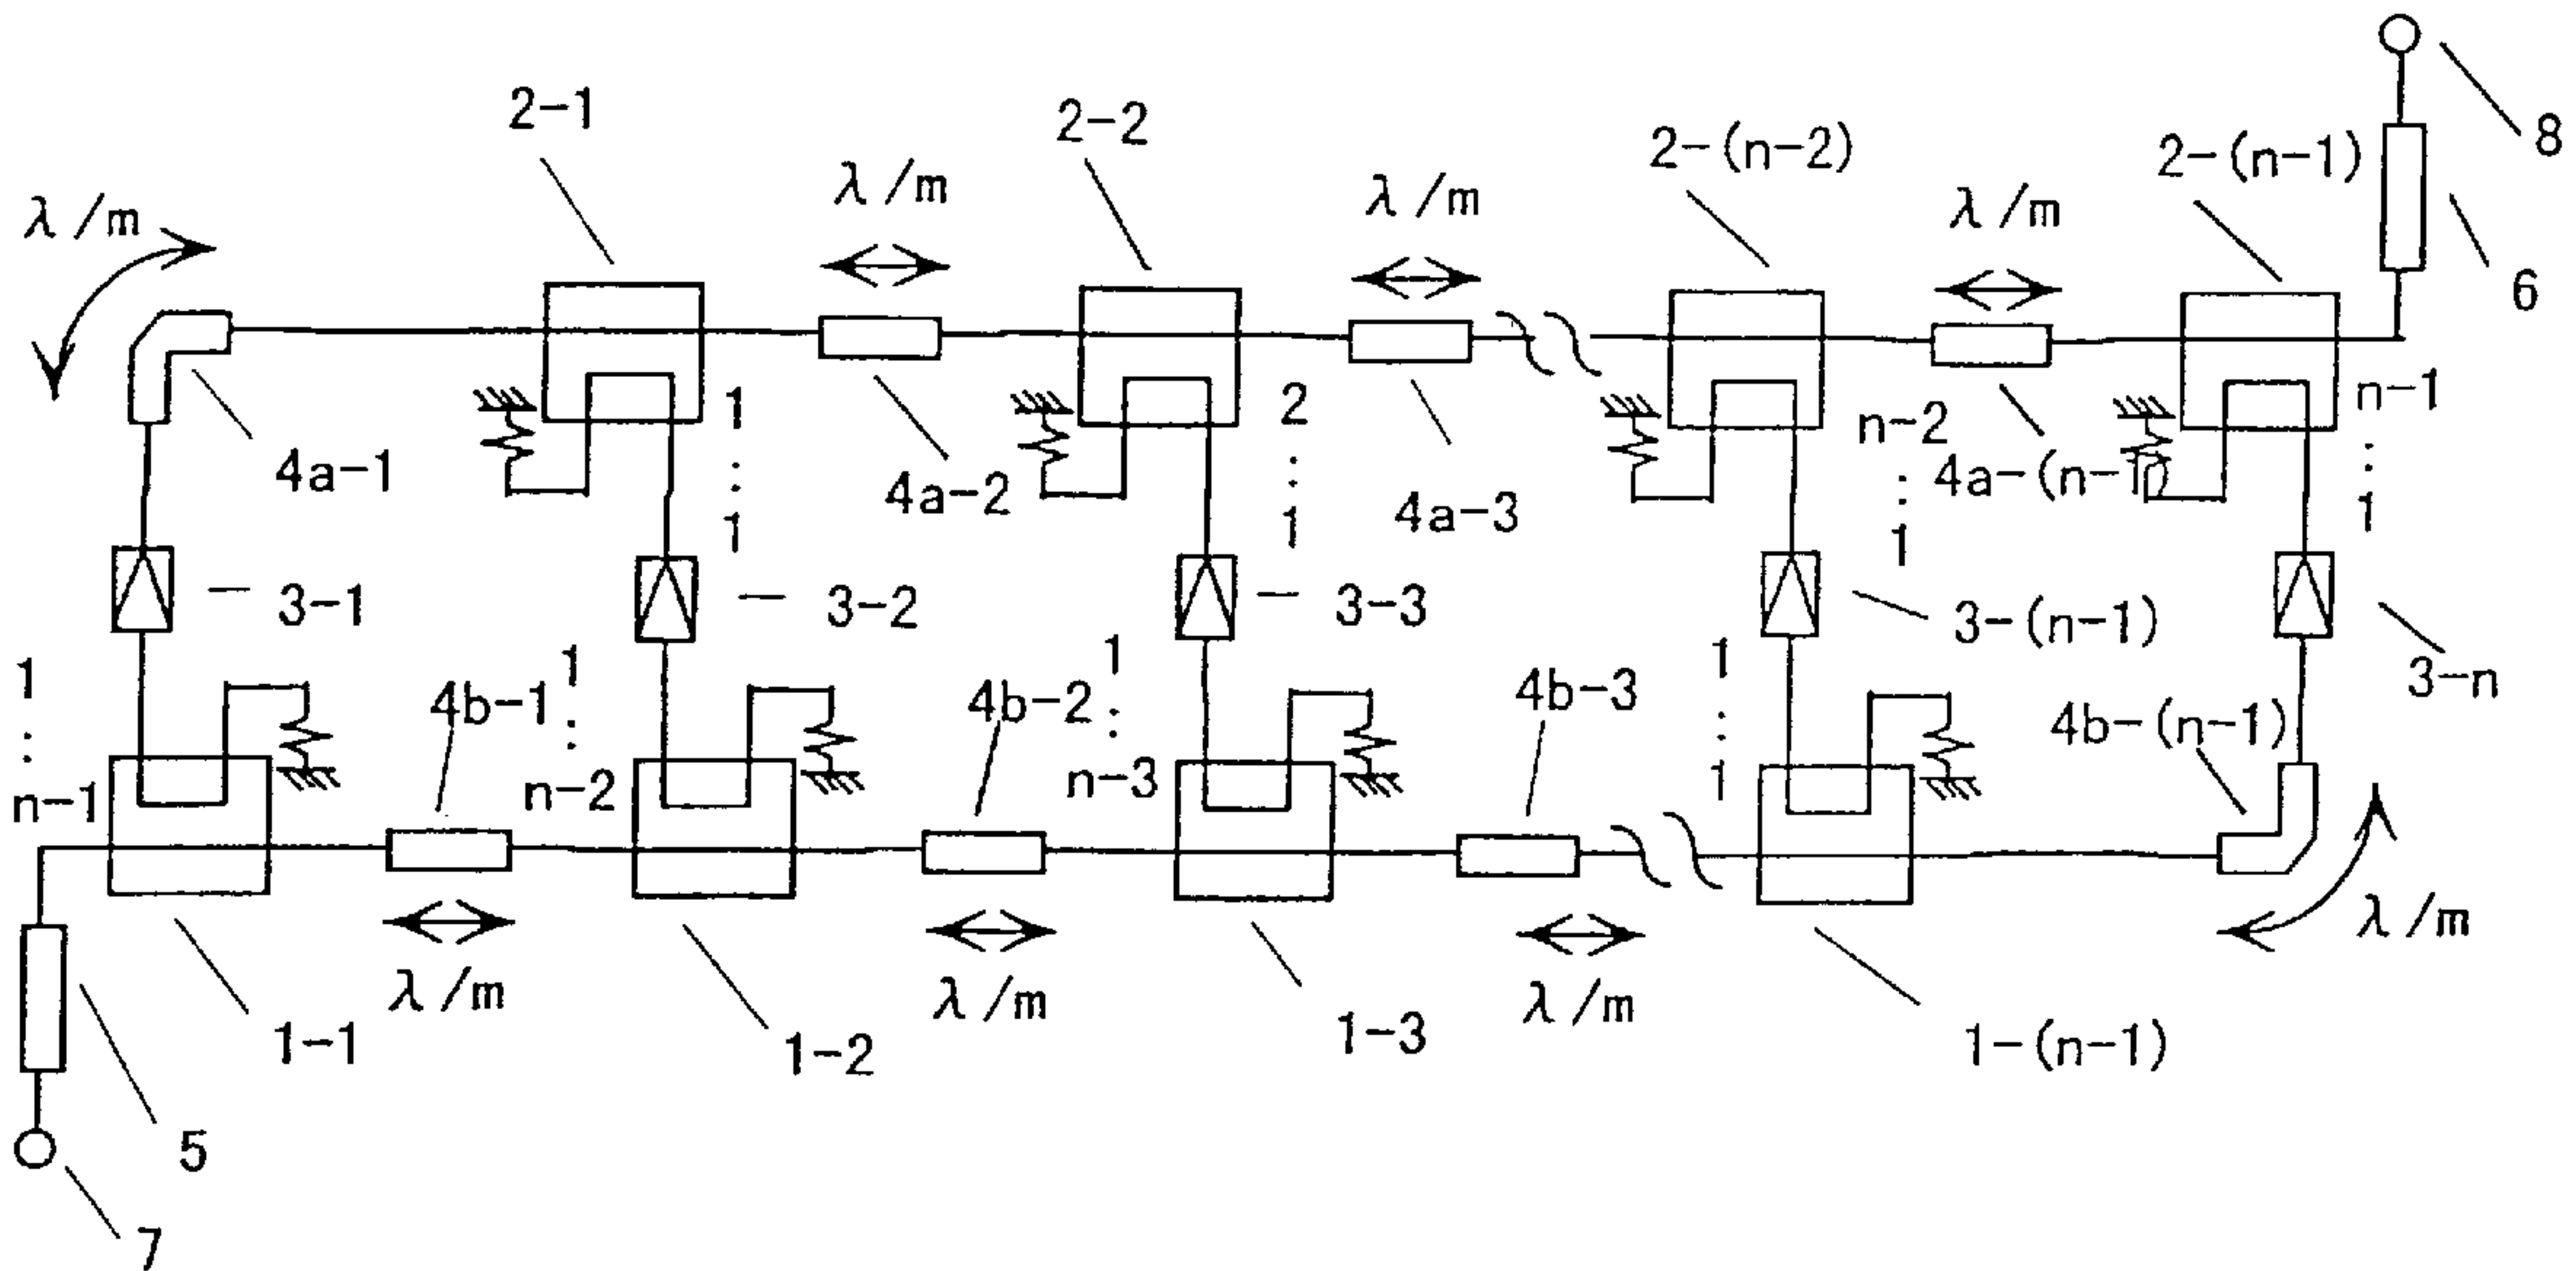 8
2-1
2-2
2-(n-2)
2-(n-1)
λ/m
λ/m
λ/m
λ/m
6
1
:
1
2
:
1
n-2
:
1
n-1
:
1
4a-1
4a-2
4a-3
4a-(n-1)
3-1
3-2
3-3
3-(n-1)
3-n
1
:
n-1
4b-1
1
:
n-2
4b-2
1
:
n-3
4b-3
1
:
1
4b-(n-1)
λ/m
λ/m
λ/m
λ/m
5
1-1
1-2
1-3
1-(n-1)
7